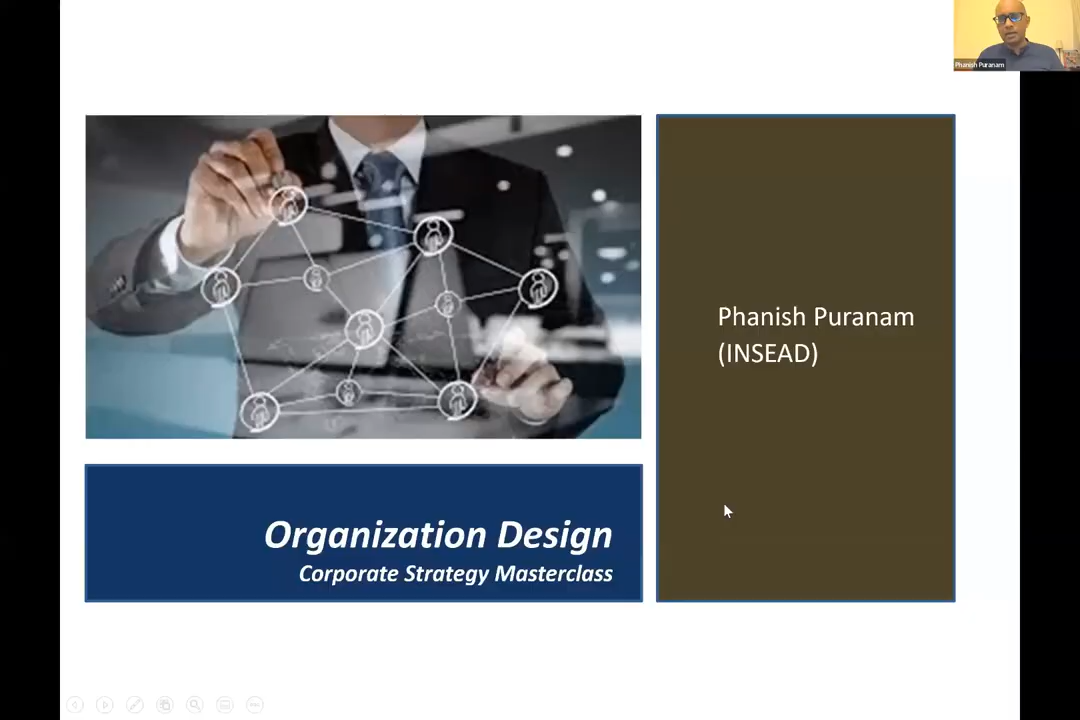 Phanish Puranam
Phanish Puranam
(INSEAD)
Organization Design
Corporate Strategy Masterclass